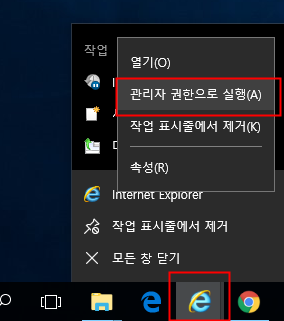 작업
열기(O)
관리자 권한으로 실행(A)
작업 표시줄에서 제거(K)
속성(R)
Internet Explorer
작업 표시줄에서 제거
모든 창 닫기